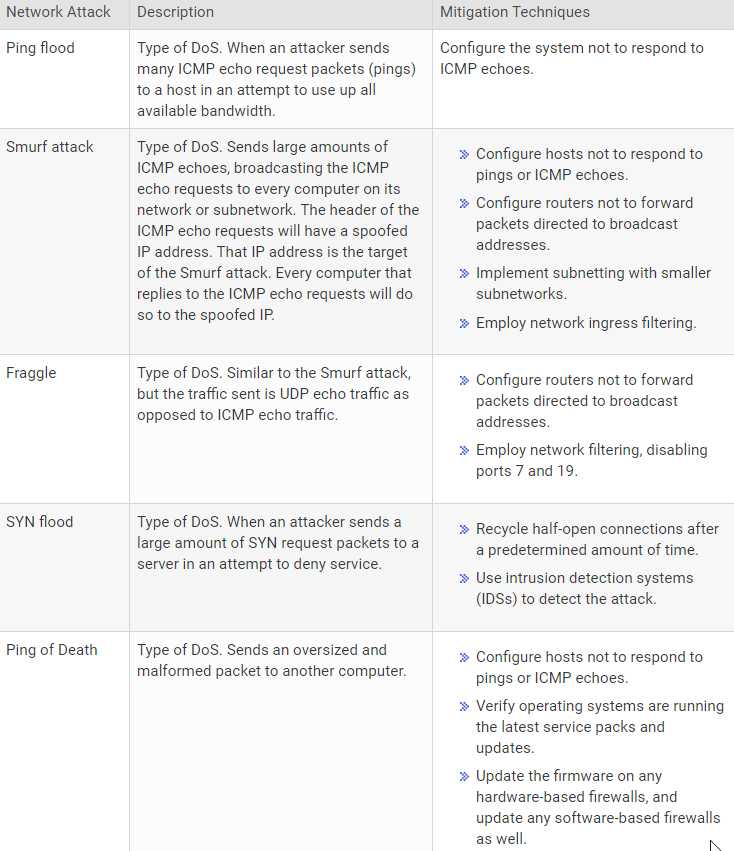 Network Attack Description Mitigation Techniques
Ping flood
Type of DoS. When an attacker sends
many ICMP echo request packets (pings)
to a host in an attempt to use up all
available bandwidth.
Configure the system not to respond to
ICMP echoes.
Smurf attack
Type of DoS. Sends large amounts of
ICMP echoes, broadcasting the ICMP
echo requests to every computer on its
network or subnetwork. The header of the
ICMP echo requests will have a spoofed
IP address. That IP address is the target
of the Smurf attack. Every computer that
replies to the ICMP echo requests will do
so to the spoofed IP.
Configure hosts not to respond to
pings or ICMP echoes.
Configure routers not to forward
packets directed to broadcast
addresses.
Implement subnetting with smaller
subnetworks.
Employ network ingress filtering.
Fraggle
Type of DoS. Similar to the Smurf attack,
but the traffic sent is UDP echo traffic as
opposed to ICMP echo traffic.
Configure routers not to forward
packets directed to broadcast
addresses.
Employ network filtering, disabling
ports 7 and 19.
SYN flood
Type of DoS. When an attacker sends a
large amount of SYN request packets to a
server in an attempt to deny service.
Recycle half-open connections after
a predetermined amount of time.
Use intrusion detection systems
(IDSs) to detect the attack.
Ping of Death
Type of DoS. Sends an oversized and
malformed packet to another computer.
Configure hosts not to respond to
pings or ICMP echoes.
Verify operating systems are running
the latest service packs and
updates.
Update the firmware on any
hardware-based firewalls, and
update any software-based firewalls
as well.